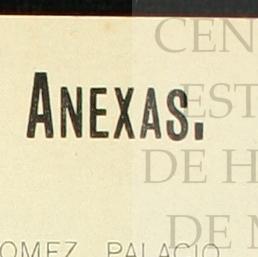 CEN
ANEXAS.
EST
DE H
OMEZ PALACIO
DE M